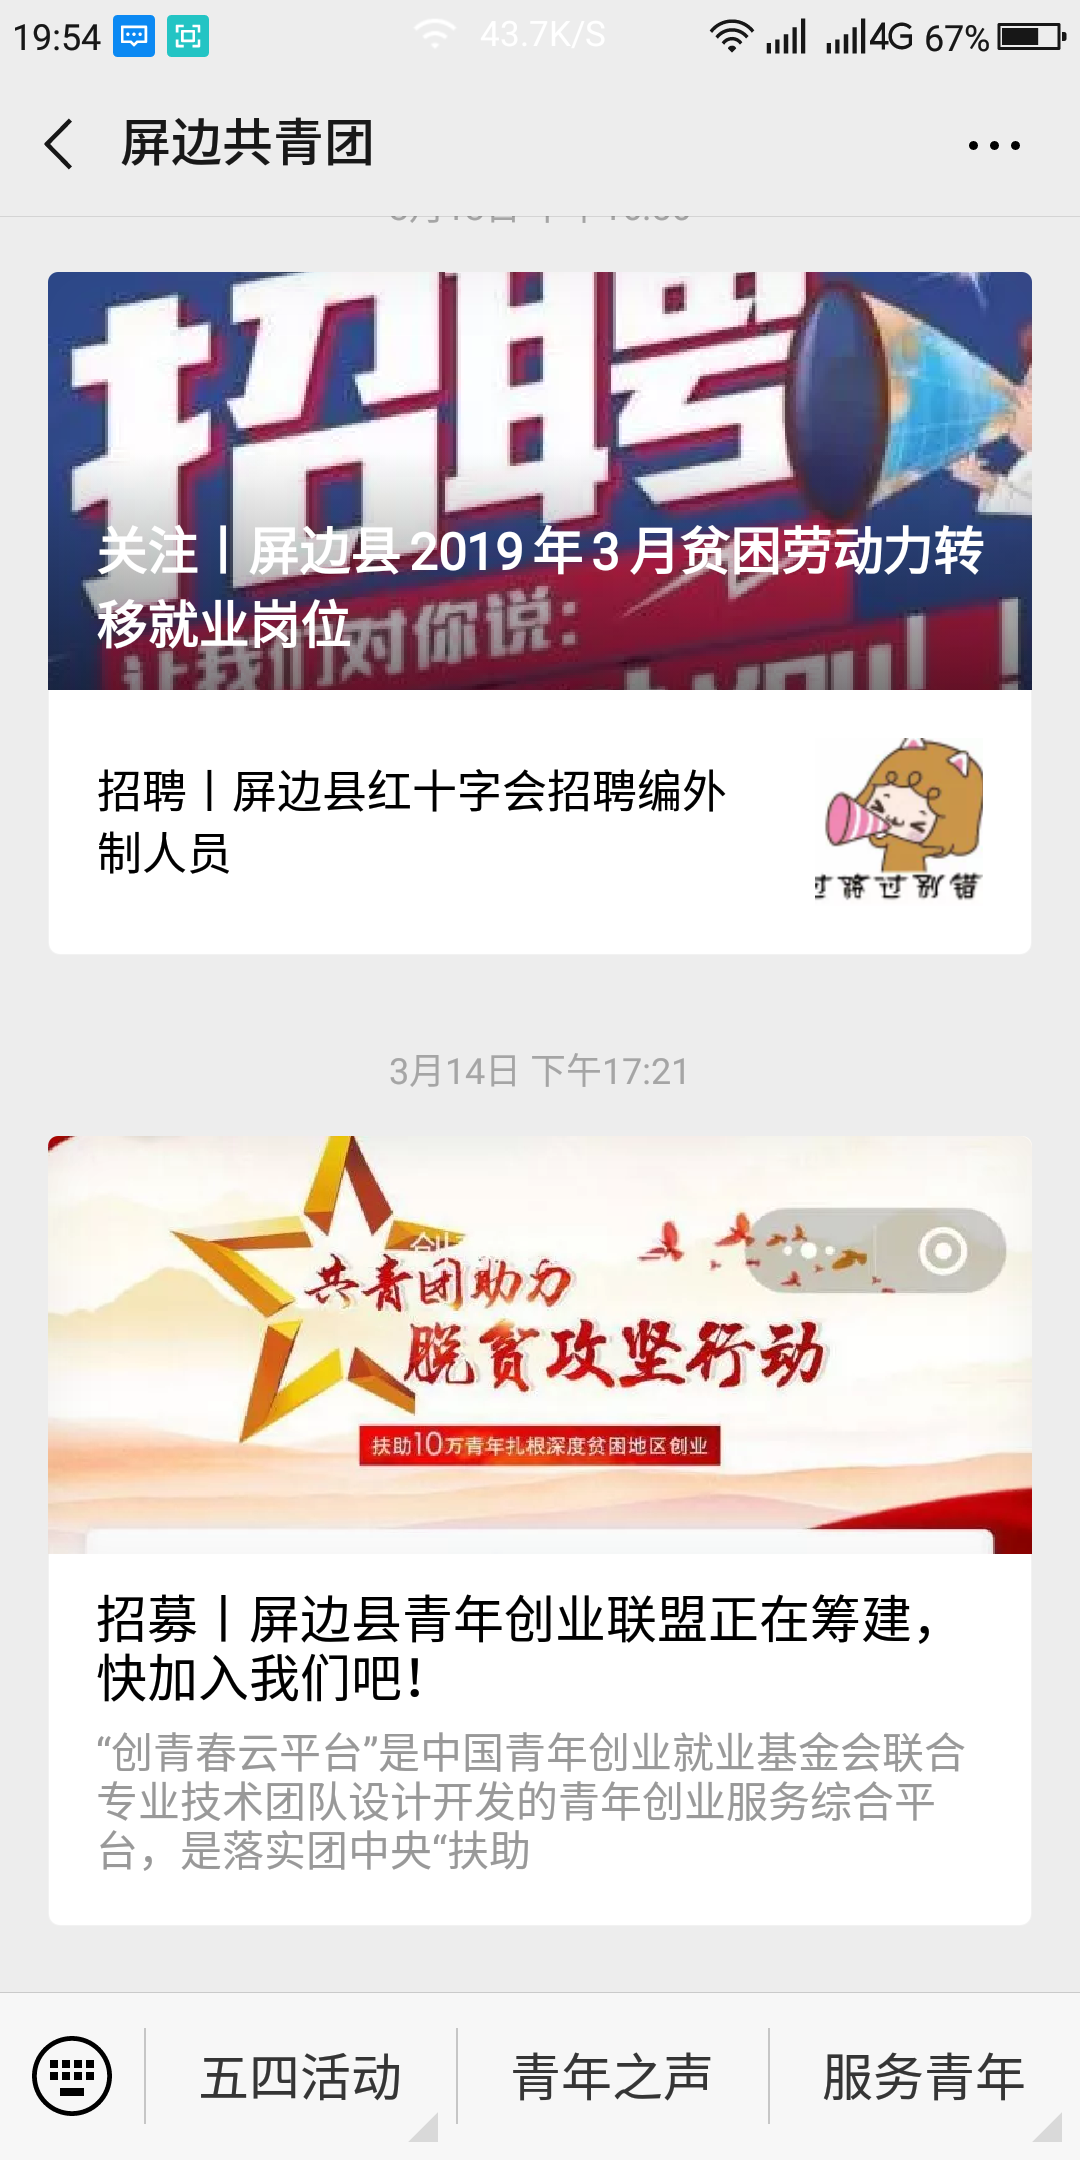 19:54
43.7K/S
4G 67%
屏边共青团
招聘
关注丨屏边县2019年3月贫困劳动力转
移就业岗位
让我们对你说：
招聘丨屏边县红十字会招聘编外
制人员
过路过别错
3月14日 下午17:21
共青团助力
脱贫攻坚行动
扶助10万青年扎根深度贫困地区创业
招募丨屏边县青年创业联盟正在筹建，
快加入我们吧！
“创青春云平台”是中国青年创业就业基金会联合
专业技术团队设计开发的青年创业服务综合平
台，是落实团中央“扶助
五四活动
青年之声
服务青年